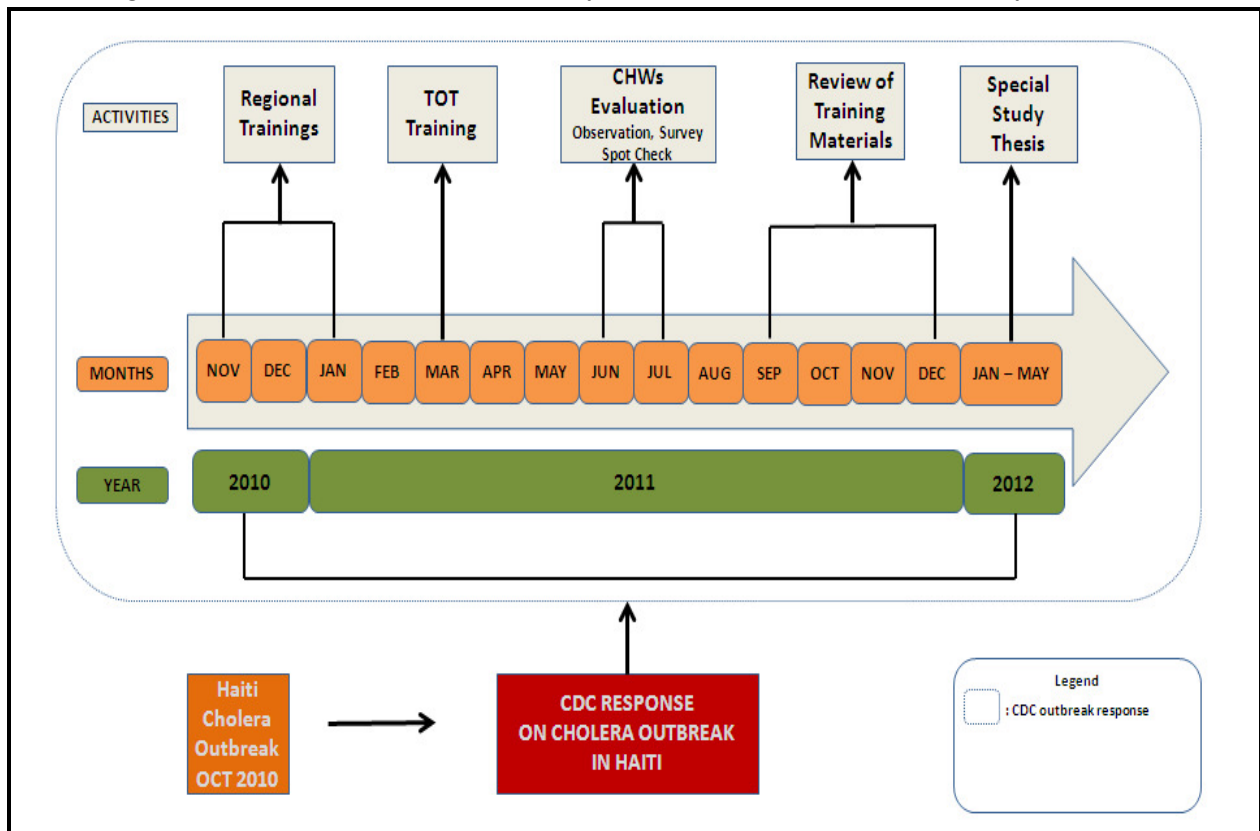 ACTIVITIES
Regional
Trainings
TOT
Training
CHWs
Evaluation
Observation, Survey
Spot Check
Review of
Training
Materials
Special
Study
Thesis
MONTHS
NOV
DEC
JAN
FEB
MAR
APR
MAY
JUN
JUL
AUG
SEP
OCT
NOV
DEC
JAN – MAY
YEAR
2010
2011
2012
Haiti
Cholera
Outbreak
OCT 2010
CDC RESPONSE
ON CHOLERA OUTBREAK
IN HAITI
Legend
: CDC outbreak response